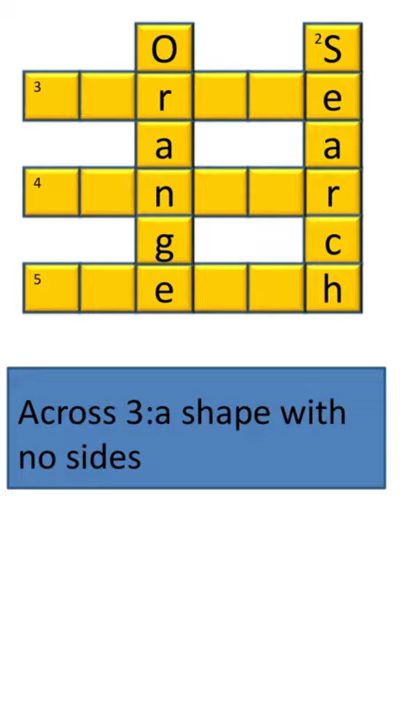 O ²S
3 r e
a a
4 n r
g c
5 e h
Across 3:a shape with
no sides